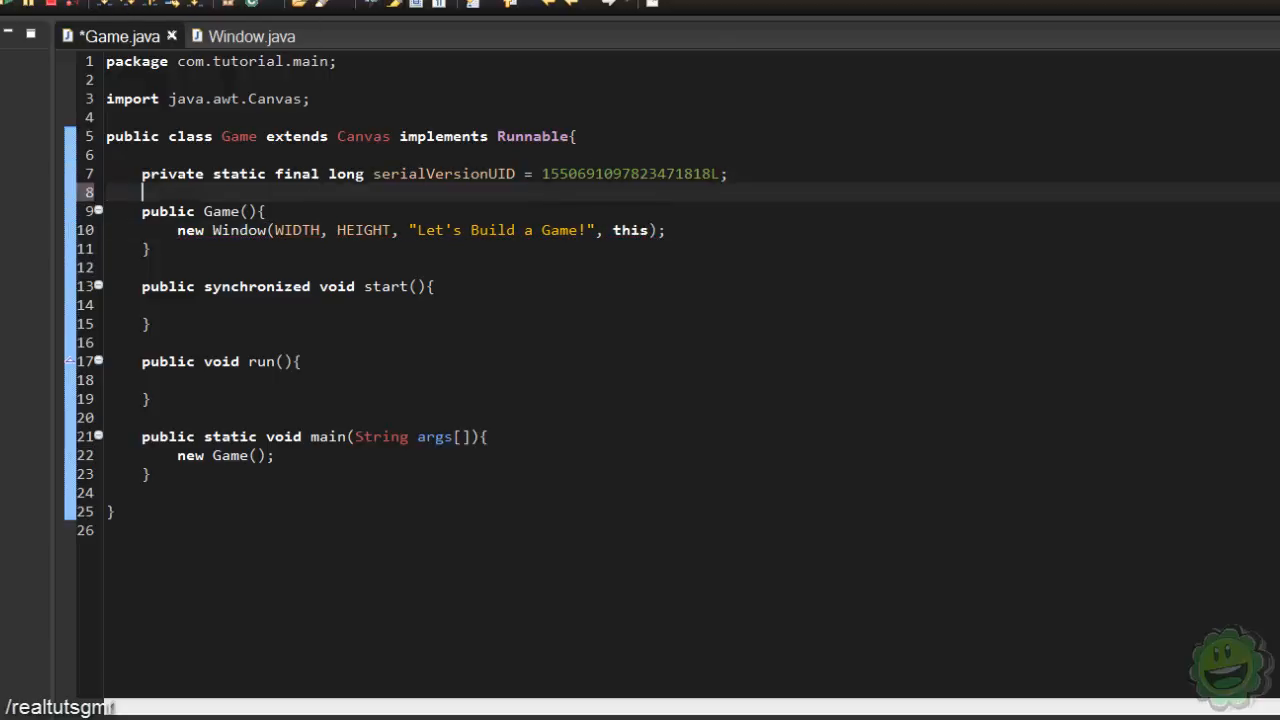 *Game.java
Window.java
1 package com.tutorial.main;
2
3 import java.awt.Canvas;
4
5 public class Game extends Canvas implements Runnable{
6
7 private static final long serialVersionUID = 1550691097823471818L;
8
9 public Game(){
10 new Window(WIDTH, HEIGHT, "Let's Build a Game!", this);
11 }
12
13 public synchronized void start(){
14
15 }
16
17 public void run(){
18
19 }
20
21 public static void main(String args[]){
22 new Game();
23 }
24
25 }
26
/realtutsgmr